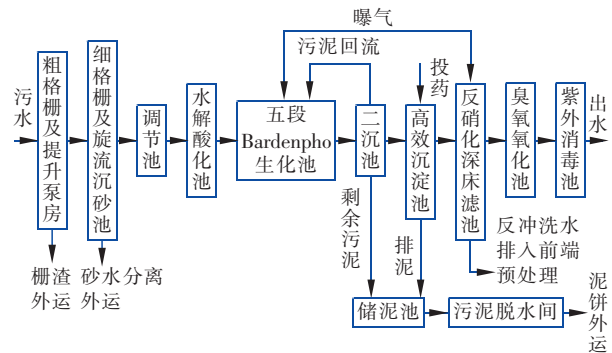 曝气
污泥回流
投药
污水
粗格栅及提升泵房
细格栅及旋流沉砂池
调节池
水解酸化池
五段
Bardenpho
生化池
二沉池
高效沉淀池
反硝化深床滤池
臭氧氧化池
紫外消毒池
出水
剩余污泥
排泥
反冲洗水
排入前端
预处理
栅渣
外运
砂水分离
外运
储泥池
污泥脱水间
泥饼外运